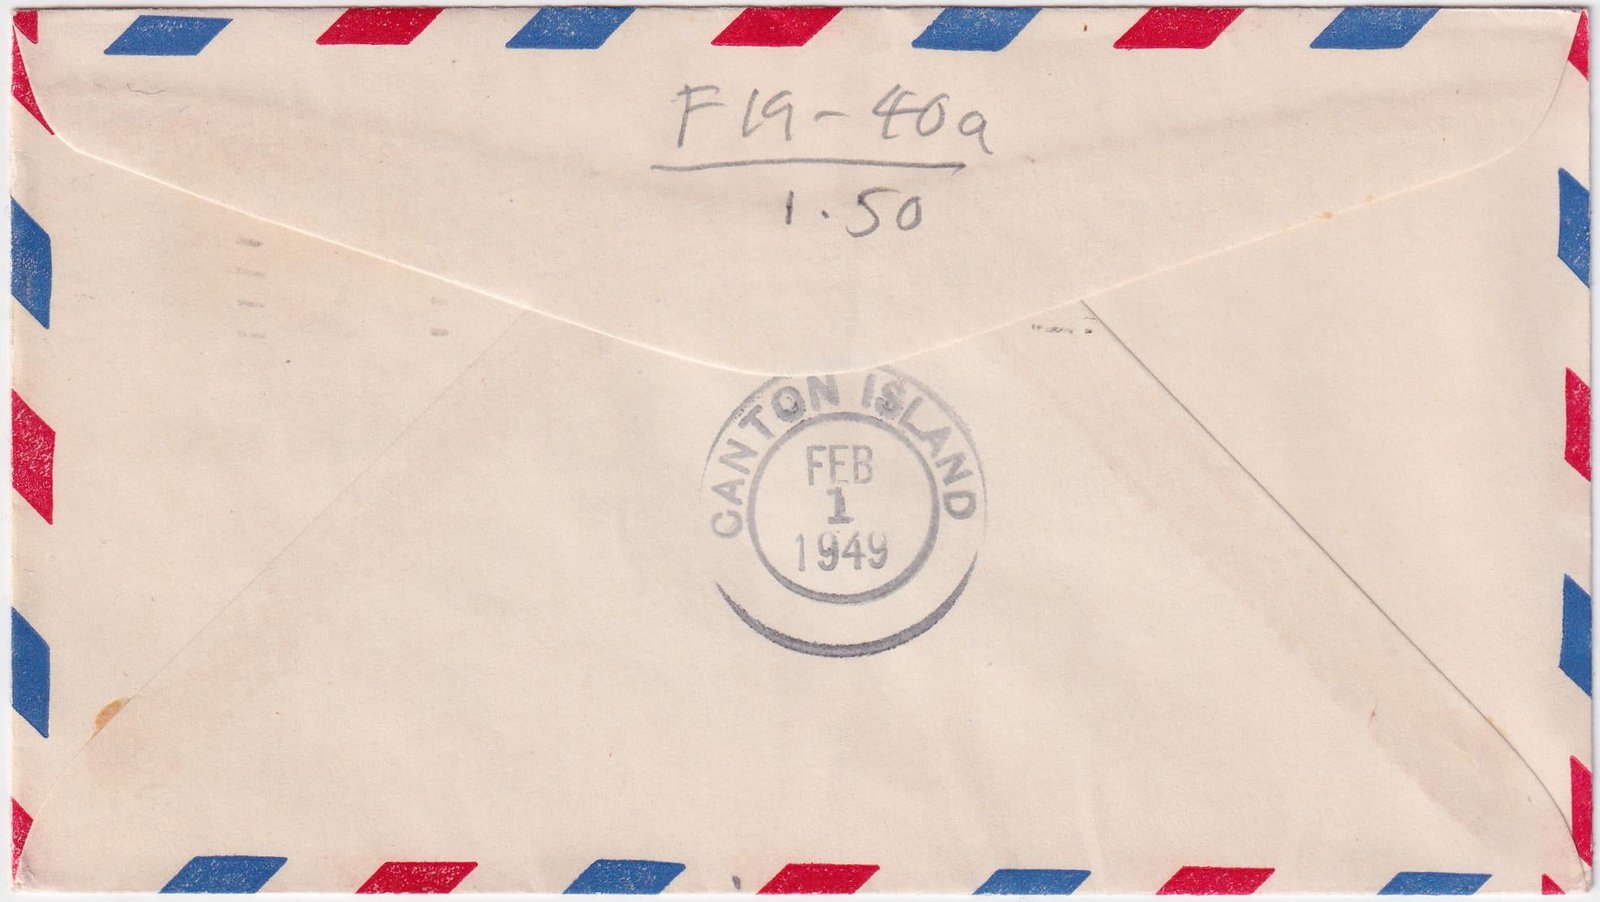 F19-40a
1.50
CANTON ISLAND
FEB
1
1949